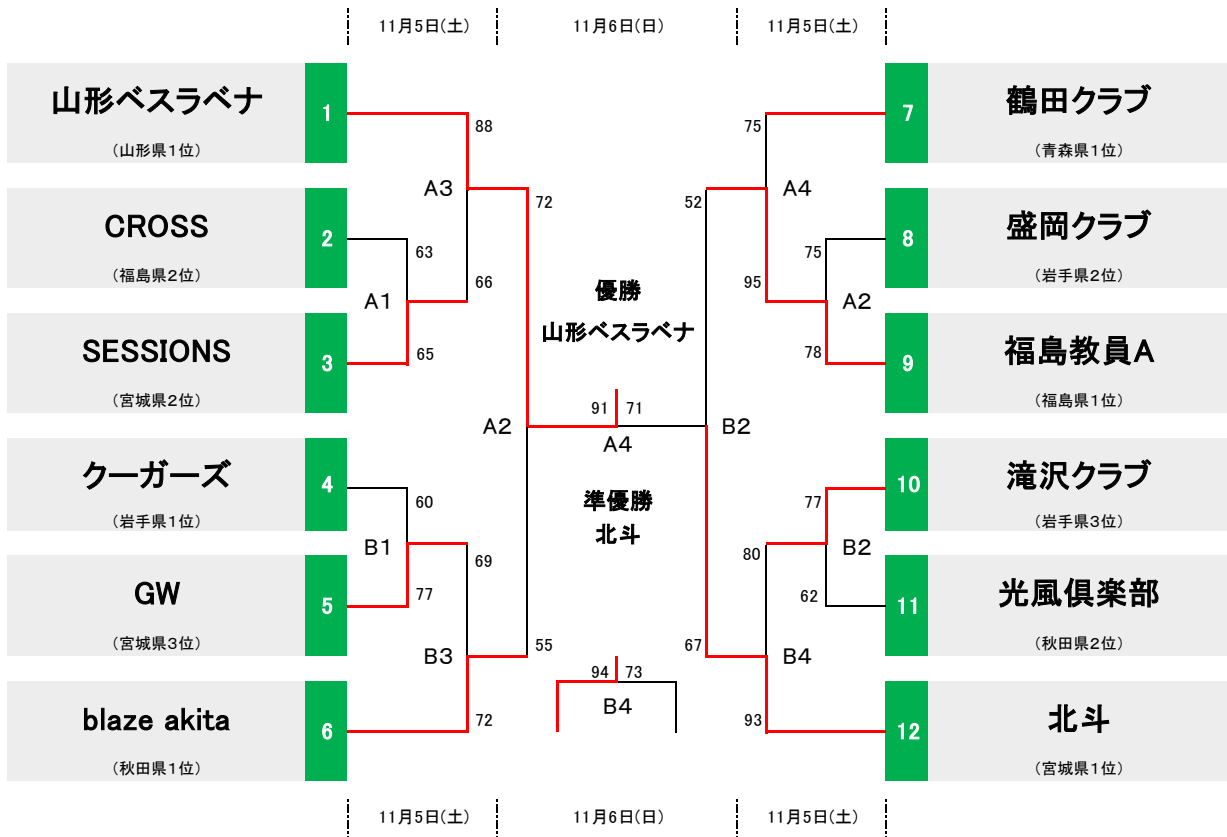 11月5日(土) 11月6日(日) 11月5日(土)
山形ベスラベナ 1 88 75 7 鶴田クラブ
(山形県1位) (青森県1位)
A3 72 52 A4
CROSS 2 63 75 8 盛岡クラブ
(福島県2位) (岩手県2位)
66 優勝 95
A1 A2
山形ベスラベナ
SESSIONS 3 65 78 9 福島教員A
(宮城県2位) (福島県1位)
91 71
A2 A4 B2
クーガーズ 4 60 77 10 滝沢クラブ
(岩手県1位) 準優勝 (岩手県3位)
北斗
B1 69 80 B2
GW 5 77 62 11 光風倶楽部
(宮城県3位) (秋田県2位)
B3 55 67 B4
94 73
B4
blaze akita 6 72 93 12 北斗
(秋田県1位) (宮城県1位)
11月5日(土) 11月6日(日) 11月5日(土)